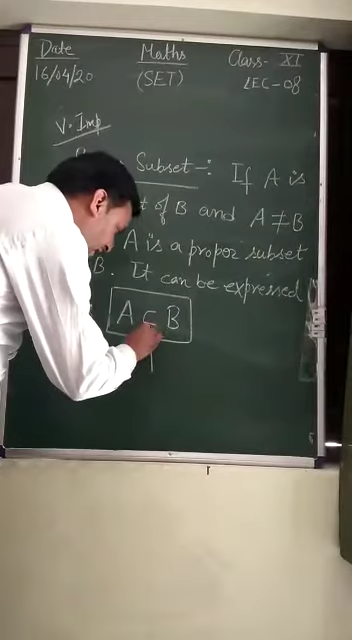 Date Maths Class- XI
16/04/20 (SET) LEC-08
V. Imp
Subset -: If A is
t of B and A ≠ B
A is a proper subset
B. It can be expressed
A ⊂ B